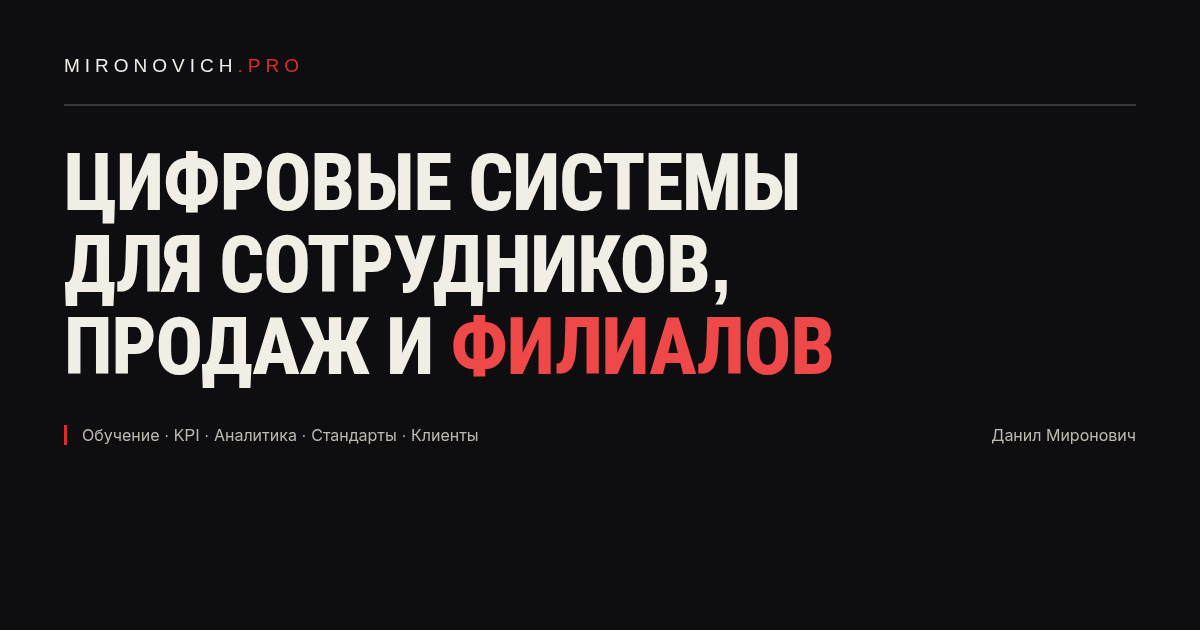 MIRONOVICH.PRO
ЦИФРОВЫЕ СИСТЕМЫ
ДЛЯ СОТРУДНИКОВ,
ПРОДАЖ И ФИЛИАЛОВ
Обучение · KPI · Аналитика · Стандарты · Клиенты
Данил Миронович